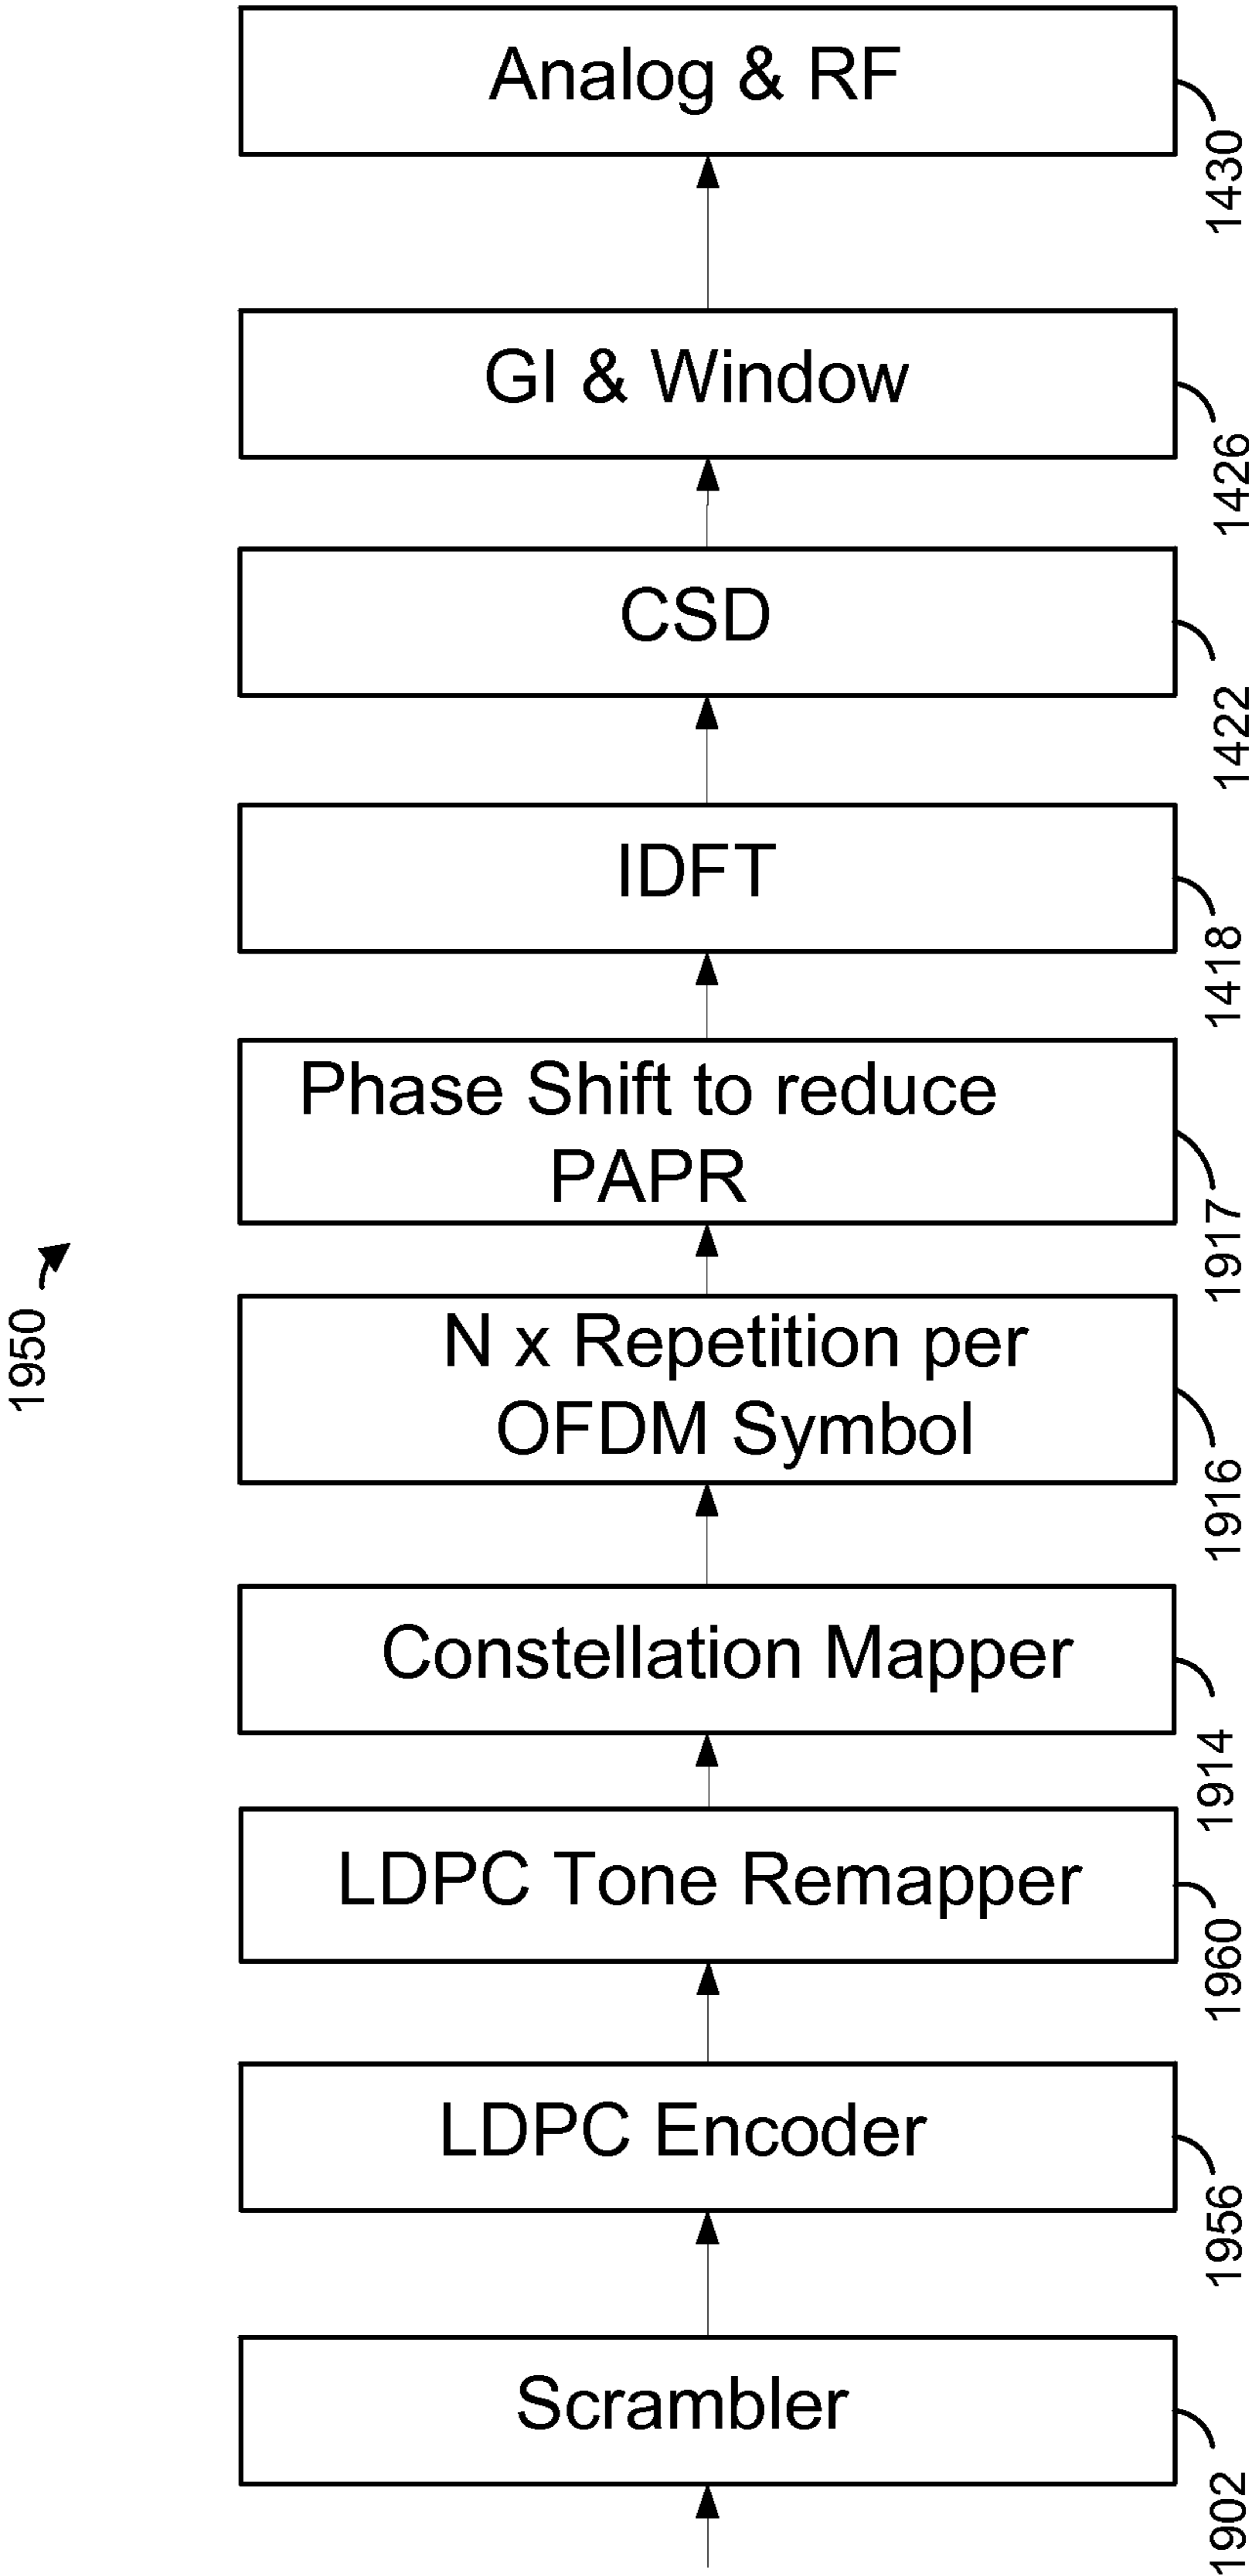 1950
Analog & RF
1430
GI & Window
1426
CSD
1422
IDFT
1418
Phase Shift to reduce
PAPR
1917
N x Repetition per
OFDM Symbol
1916
Constellation Mapper
1914
LDPC Tone Remapper
1960
LDPC Encoder
1956
Scrambler
1902